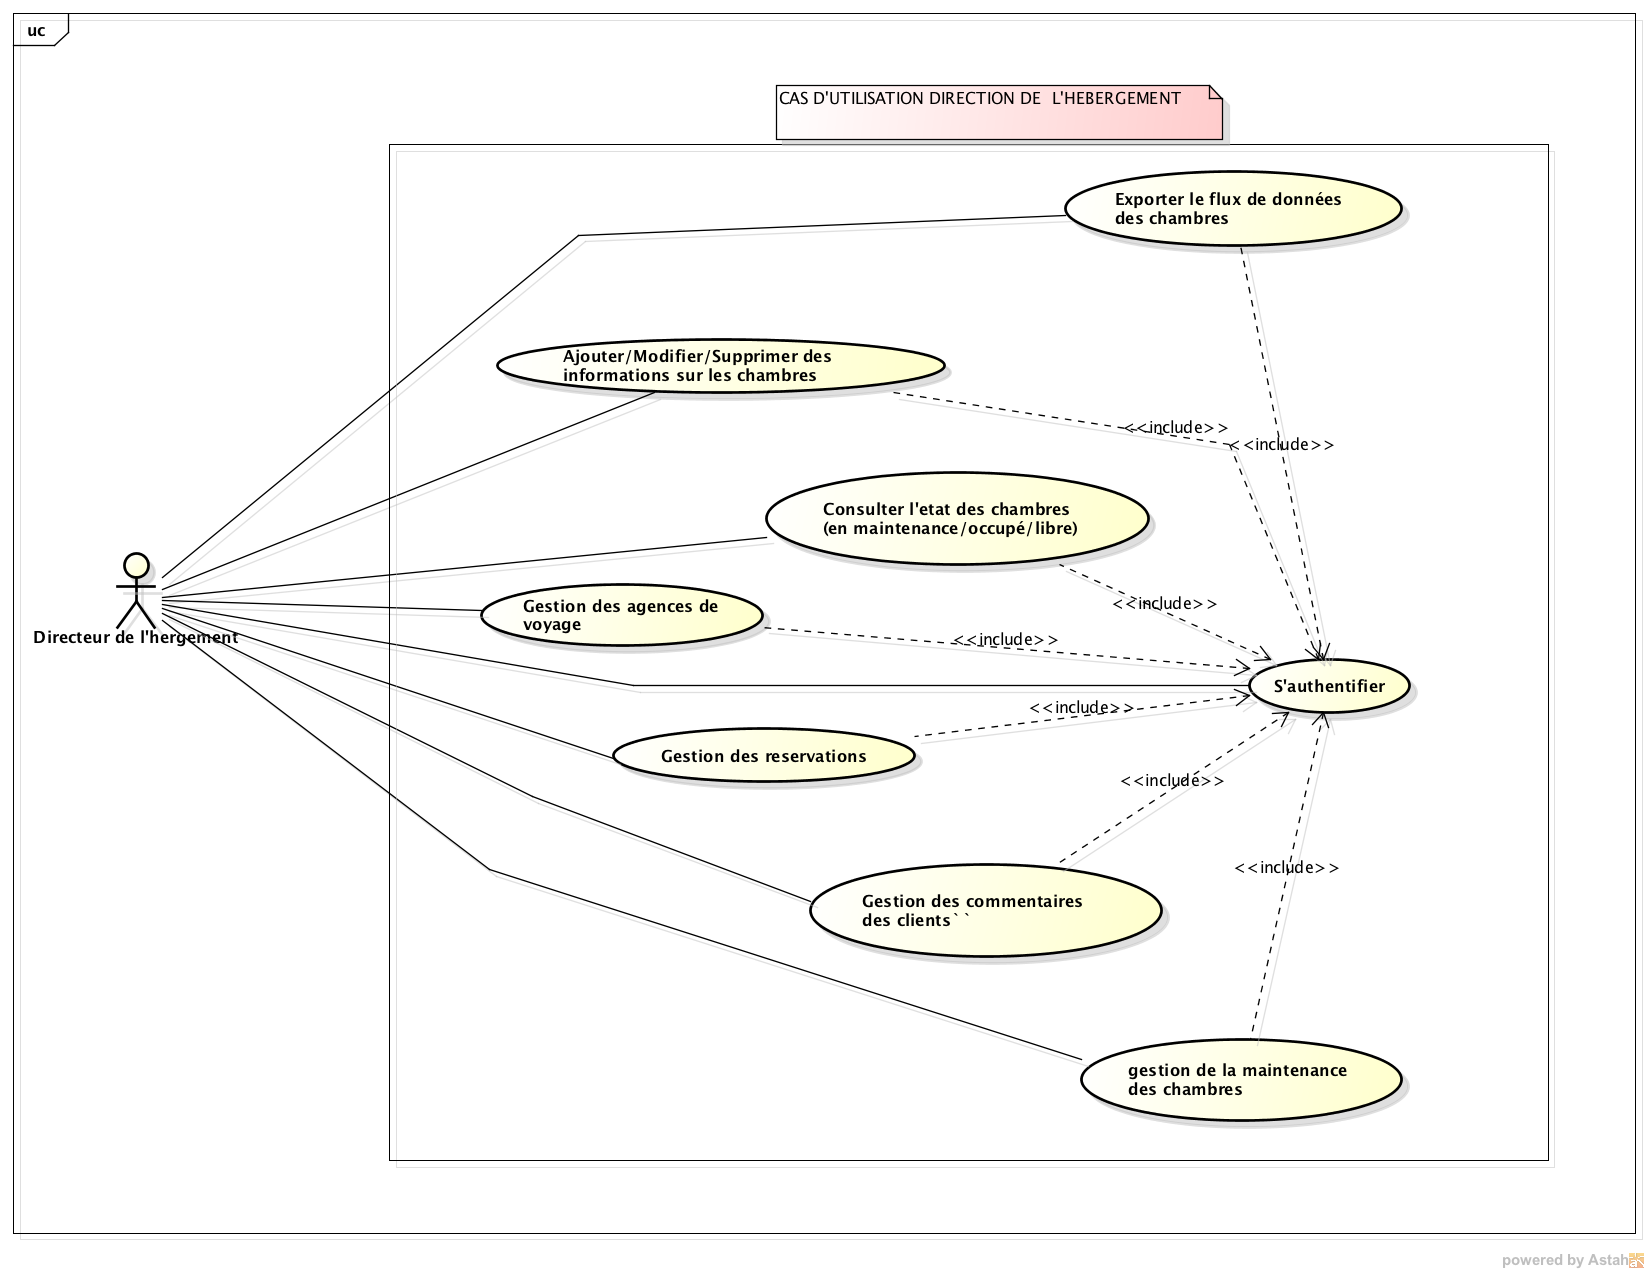 uc
CAS D'UTILISATION DIRECTION DE  L'HEBERGEMENT
Exporter le flux de données
des chambres
Ajouter/Modifier/Supprimer des
informations sur les chambres
<<include>>
<<include>>
Consulter l'etat des chambres
(en maintenance/occupé/libre)
<<include>>
Gestion des agences de
voyage
<<include>>
Directeur de l'hergement
S'authentifier
<<include>>
Gestion des reservations
<<include>>
<<include>>
Gestion des commentaires
des clients``
gestion de la maintenance
des chambres
powered by Astah